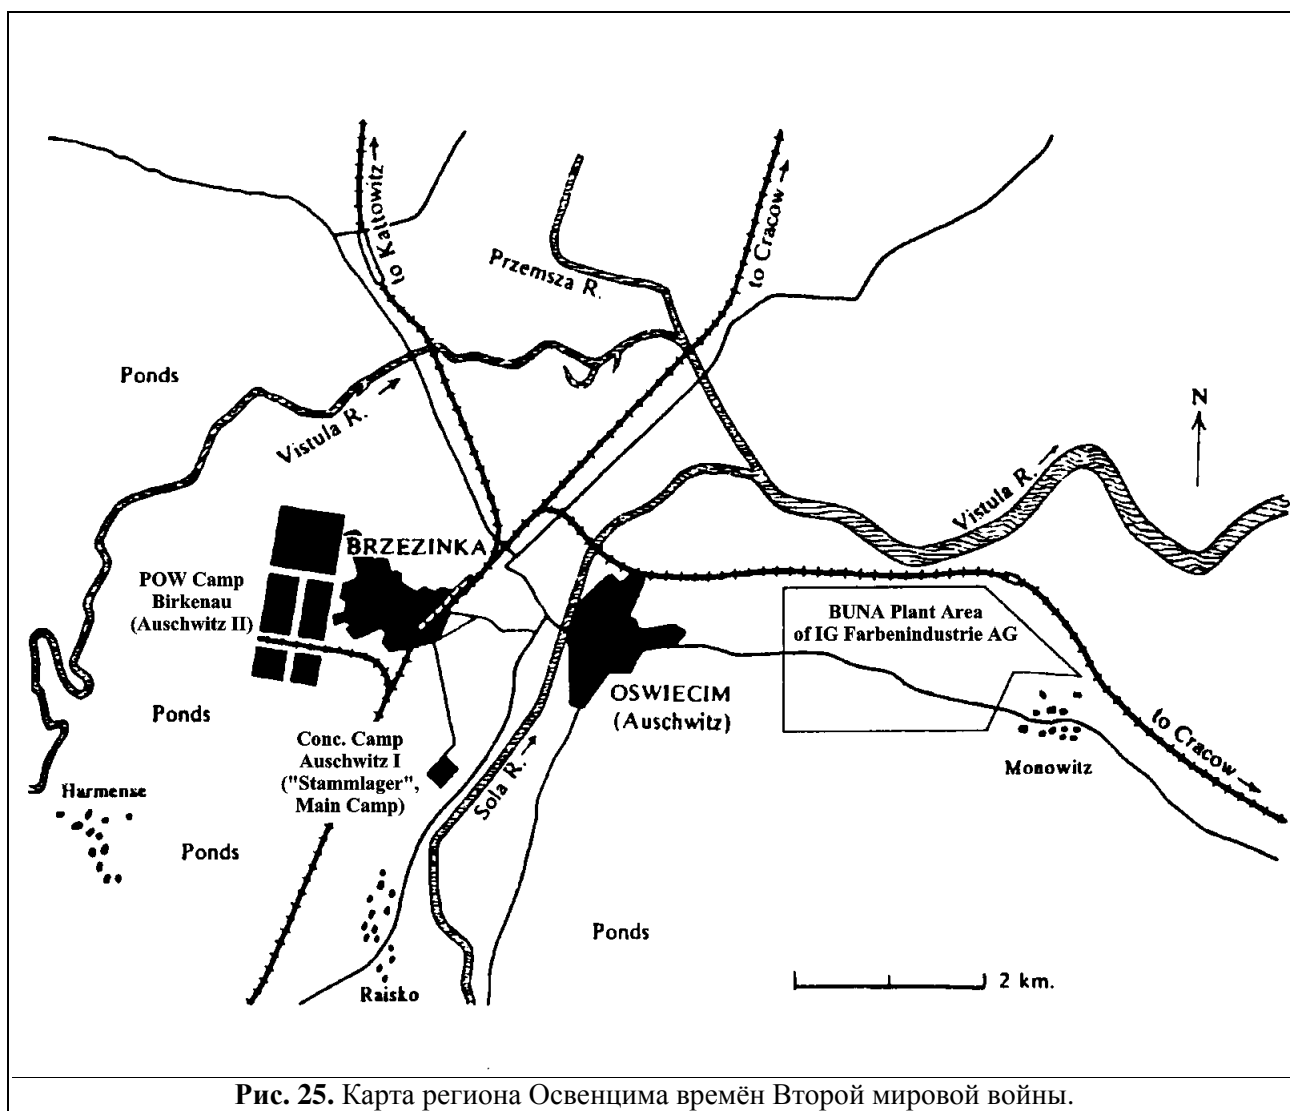 to Kattowitz
to Cracow
Przemsza R.
Ponds
Vistula R.
N
Vistula R.
BRZEZINKA
POW Camp
Birkenau
(Auschwitz II)
BUNA Plant Area
of IG Farbenindustrie AG
OSWIECIM
(Auschwitz)
Ponds
Conc. Camp
Auschwitz I
("Stammlager",
Main Camp)
Sola R.
to Cracow
Monowitz
Harmense
Ponds
Ponds
Raisko
2 km.
Рис. 25. Карта региона Освенцима времён Второй мировой войны.